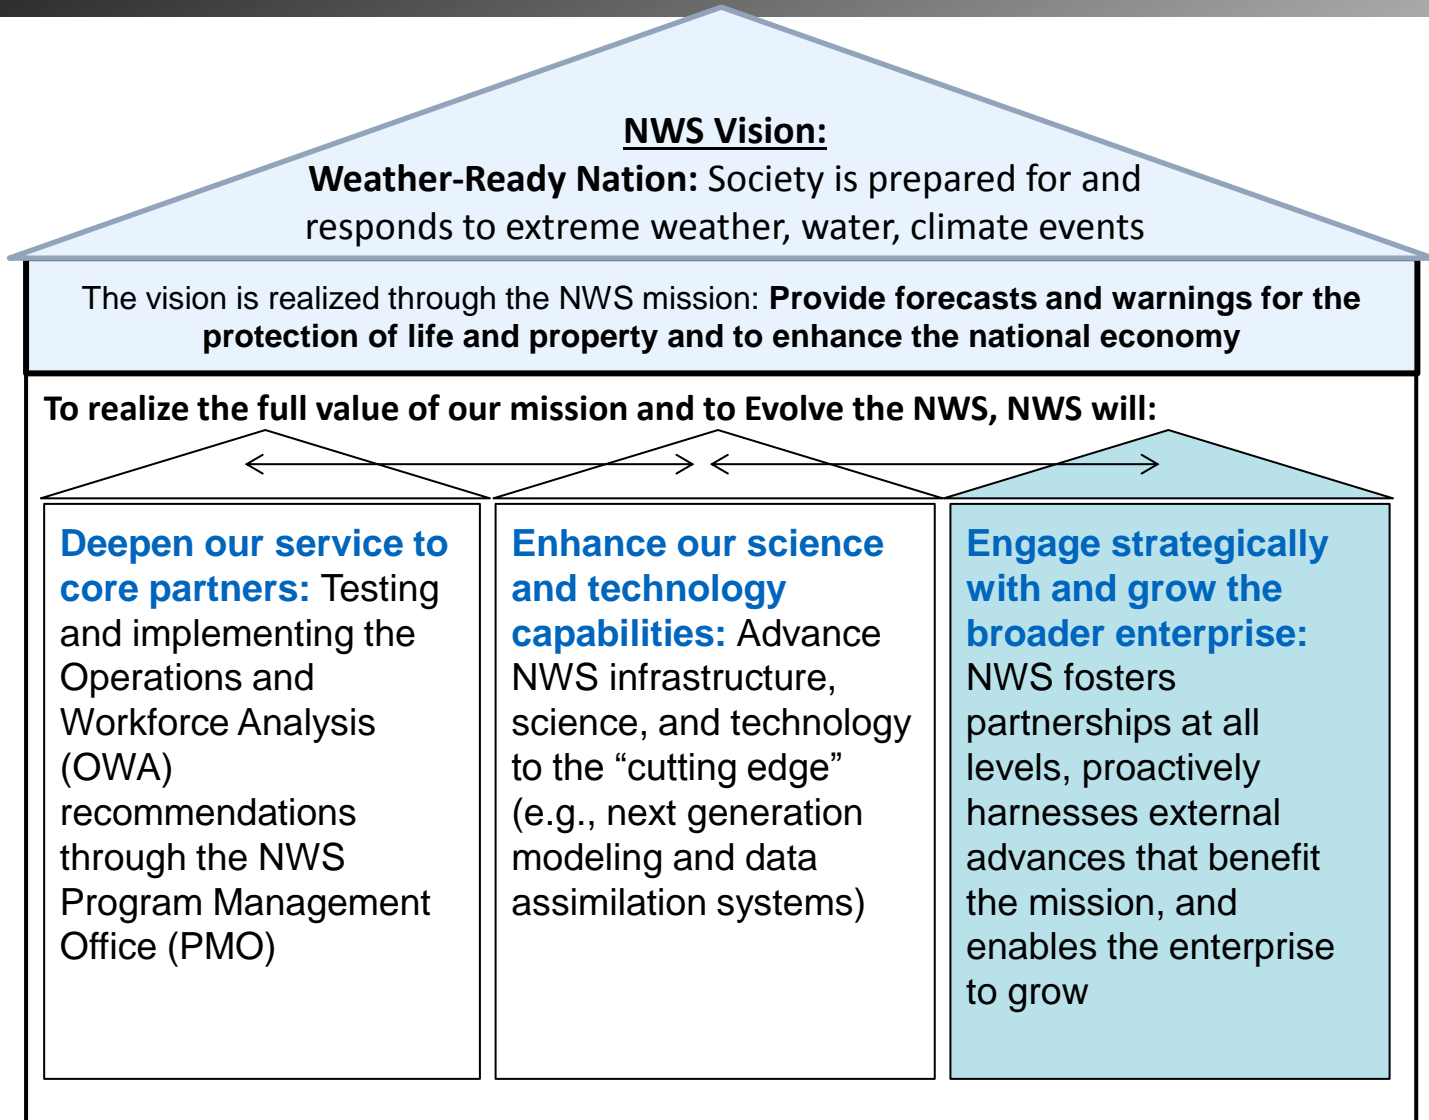 NWS Vision:
Weather-Ready Nation: Society is prepared for and
responds to extreme weather, water, climate events
The vision is realized through the NWS mission: Provide forecasts and warnings for the
protection of life and property and to enhance the national economy
To realize the full value of our mission and to Evolve the NWS, NWS will:
Deepen our service to
core partners: Testing
and implementing the
Operations and
Workforce Analysis
(OWA)
recommendations
through the NWS
Program Management
Office (PMO)
Enhance our science
and technology
capabilities: Advance
NWS infrastructure,
science, and technology
to the “cutting edge”
(e.g., next generation
modeling and data
assimilation systems)
Engage strategically
with and grow the
broader enterprise:
NWS fosters
partnerships at all
levels, proactively
harnesses external
advances that benefit
the mission, and
enables the enterprise
to grow